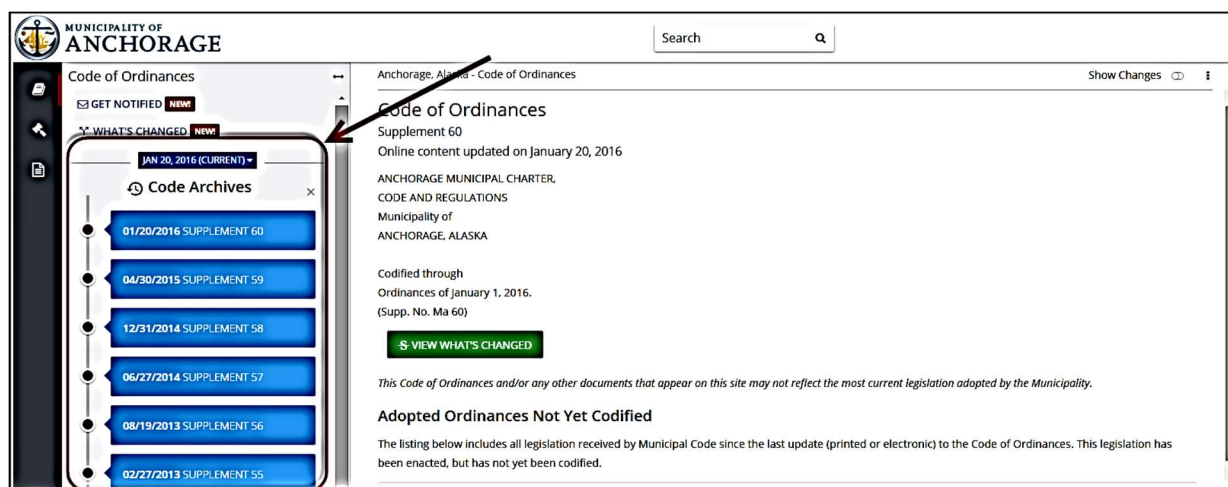 MUNICIPALITY OF
ANCHORAGE
Search
Code of Ordinances
GET NOTIFIED NEW!
WHAT'S CHANGED NEW!
JAN 20, 2016 (CURRENT)
Code Archives
01/20/2016 SUPPLEMENT 60
04/30/2015 SUPPLEMENT 59
12/31/2014 SUPPLEMENT 58
06/27/2014 SUPPLEMENT 57
08/19/2013 SUPPLEMENT 56
02/27/2013 SUPPLEMENT 55
Anchorage, Alaska - Code of Ordinances
Show Changes
Code of Ordinances
Supplement 60
Online content updated on January 20, 2016
ANCHORAGE MUNICIPAL CHARTER,
CODE AND REGULATIONS
Municipality of
ANCHORAGE, ALASKA
Codified through
Ordinances of January 1, 2016.
(Supp. No. Ma 60)
VIEW WHAT'S CHANGED
This Code of Ordinances and/or any other documents that appear on this site may not reflect the most current legislation adopted by the Municipality.
Adopted Ordinances Not Yet Codified
The listing below includes all legislation received by Municipal Code since the last update (printed or electronic) to the Code of Ordinances. This legislation has
been enacted, but has not yet been codified.